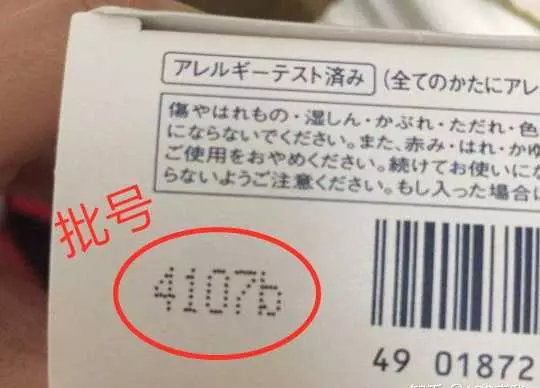 アレルギーテスト済み (全てのかたにアレ
傷やはれもの・湿しん・かぶれ・ただれ・色
にならないでください。また、赤み・はれ・かゆ
ご使用をおやめください。続けてお使いにな
らないようご注意ください。もし入った場合に
批号
4107b
49 01872